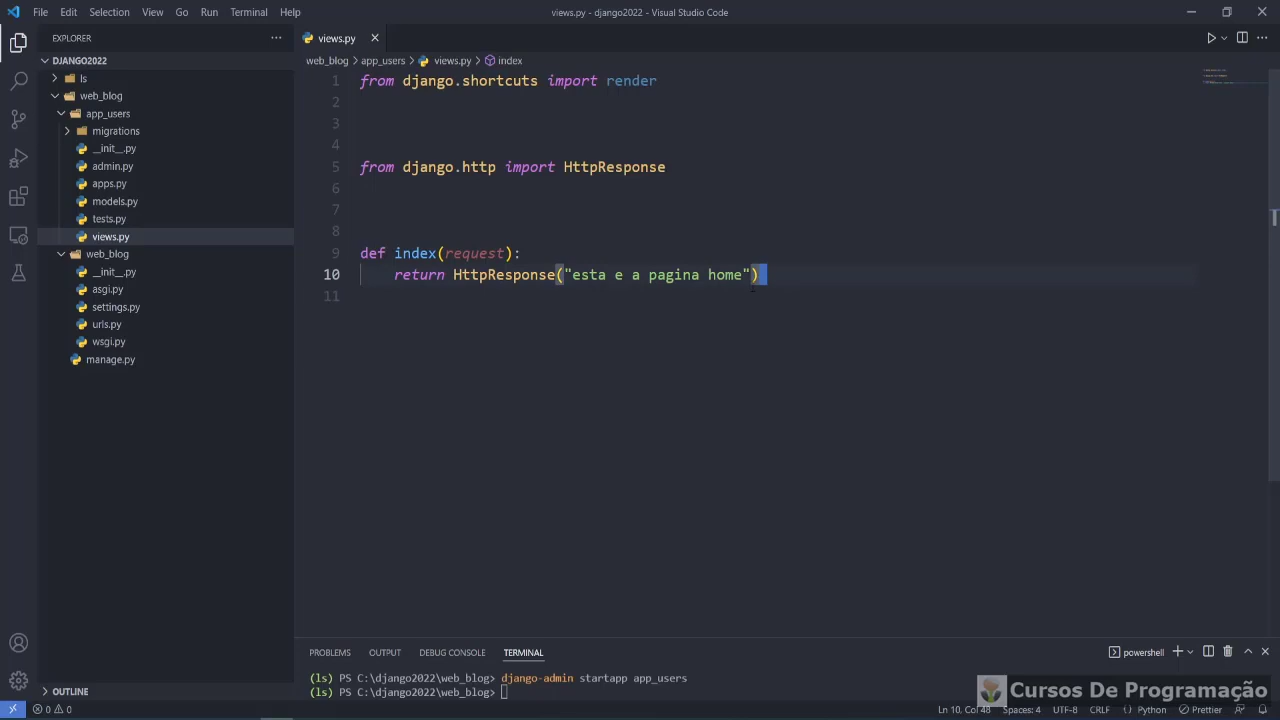 File Edit Selection View Go Run Terminal Help
views.py - django2022 - Visual Studio Code
EXPLORER
views.py
DJANGO2022
web_blog > app_users > views.py > index
ls
web_blog
app_users
migrations
__init__.py
admin.py
apps.py
models.py
tests.py
views.py
web_blog
__init__.py
asgi.py
settings.py
urls.py
wsgi.py
manage.py
OUTLINE
1 from django.shortcuts import render
2
3
4
5 from django.http import HttpResponse
6
7
8
9 def index(request):
10 return HttpResponse("esta e a pagina home")
11
PROBLEMS OUTPUT DEBUG CONSOLE TERMINAL
powershell
(ls) PS C:\django2022\web_blog> django-admin startapp app_users
(ls) PS C:\django2022\web_blog>
Cursos De Programação
0 0
Ln 10, Col 48 Spaces: 4 UTF-8 CRLF Python Prettier